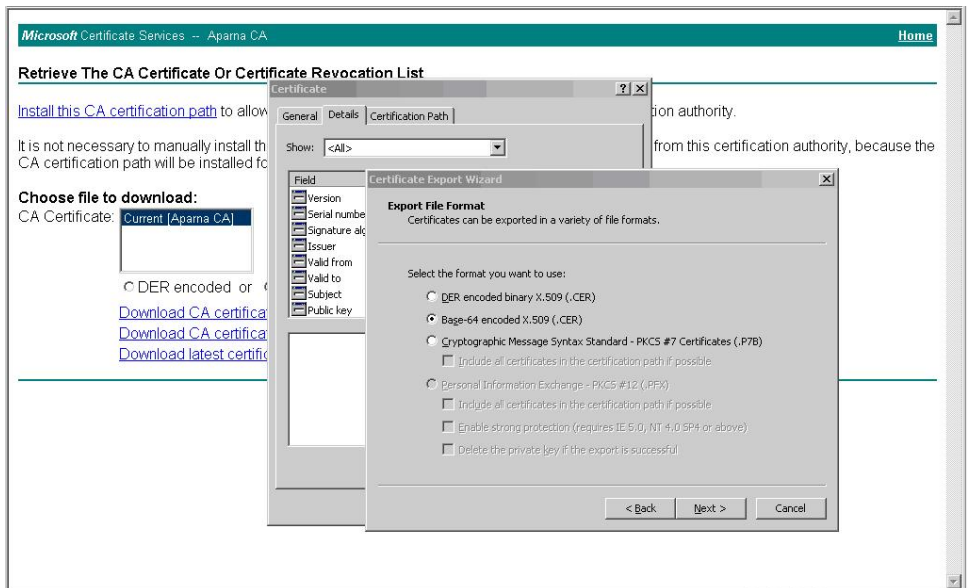 Microsoft Certificate Services -- Aparna CA Home
Retrieve The CA Certificate Or Certificate Revocation List
Install this CA certification path to allow
tion authority.
It is not necessary to manually install th
from this certification authority, because the
CA certification path will be installed fo
Choose file to download:
CA Certificate: Current [Aparna CA]
DER encoded or
Download CA certifica
Download CA certifica
Download latest certific
Certificate
General Details Certification Path
Show: <All>
Field
Version
Serial numbe
Signature alg
Issuer
Valid from
Valid to
Subject
Public key
Certificate Export Wizard
Export File Format
Certificates can be exported in a variety of file formats.
Select the format you want to use:
DER encoded binary X.509 (.CER)
Base-64 encoded X.509 (.CER)
Cryptographic Message Syntax Standard - PKCS #7 Certificates (.P7B)
Include all certificates in the certification path if possible
Personal Information Exchange - PKCS #12 (.PFX)
Include all certificates in the certification path if possible
Enable strong protection (requires IE 5.0, NT 4.0 SP4 or above)
Delete the private key if the export is successful
< Back Next > Cancel